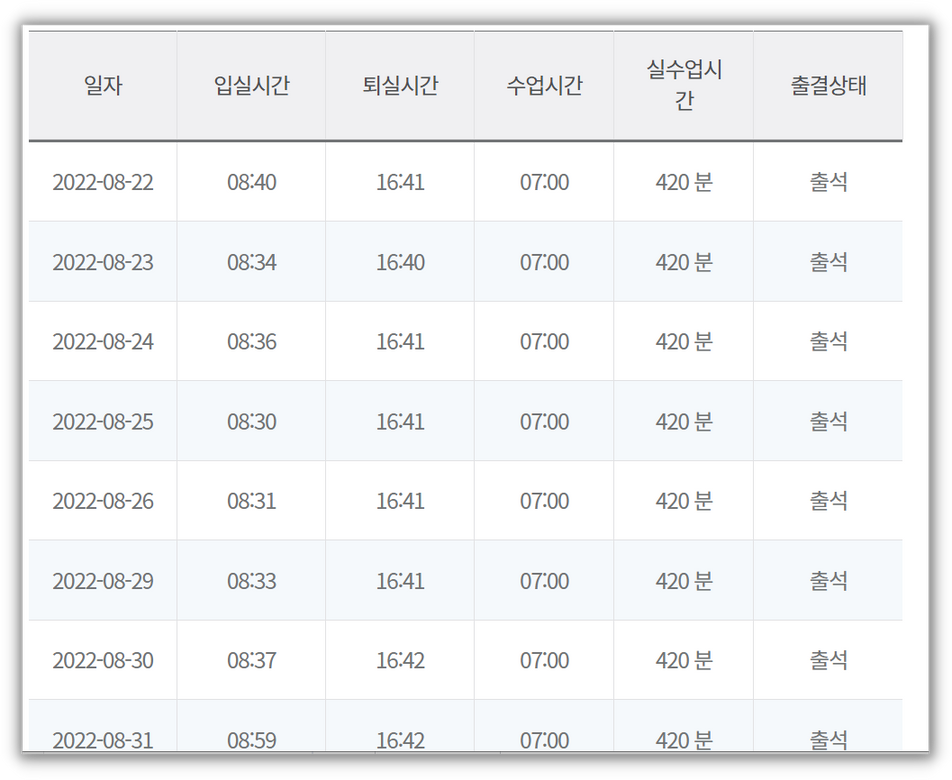 일자 입실시간 퇴실시간 수업시간 실수업시
간 출결상태
2022-08-22 08:40 16:41 07:00 420 분 출석
2022-08-23 08:34 16:40 07:00 420 분 출석
2022-08-24 08:36 16:41 07:00 420 분 출석
2022-08-25 08:30 16:41 07:00 420 분 출석
2022-08-26 08:31 16:41 07:00 420 분 출석
2022-08-29 08:33 16:41 07:00 420 분 출석
2022-08-30 08:37 16:42 07:00 420 분 출석
2022-08-31 08:59 16:42 07:00 420 분 출석